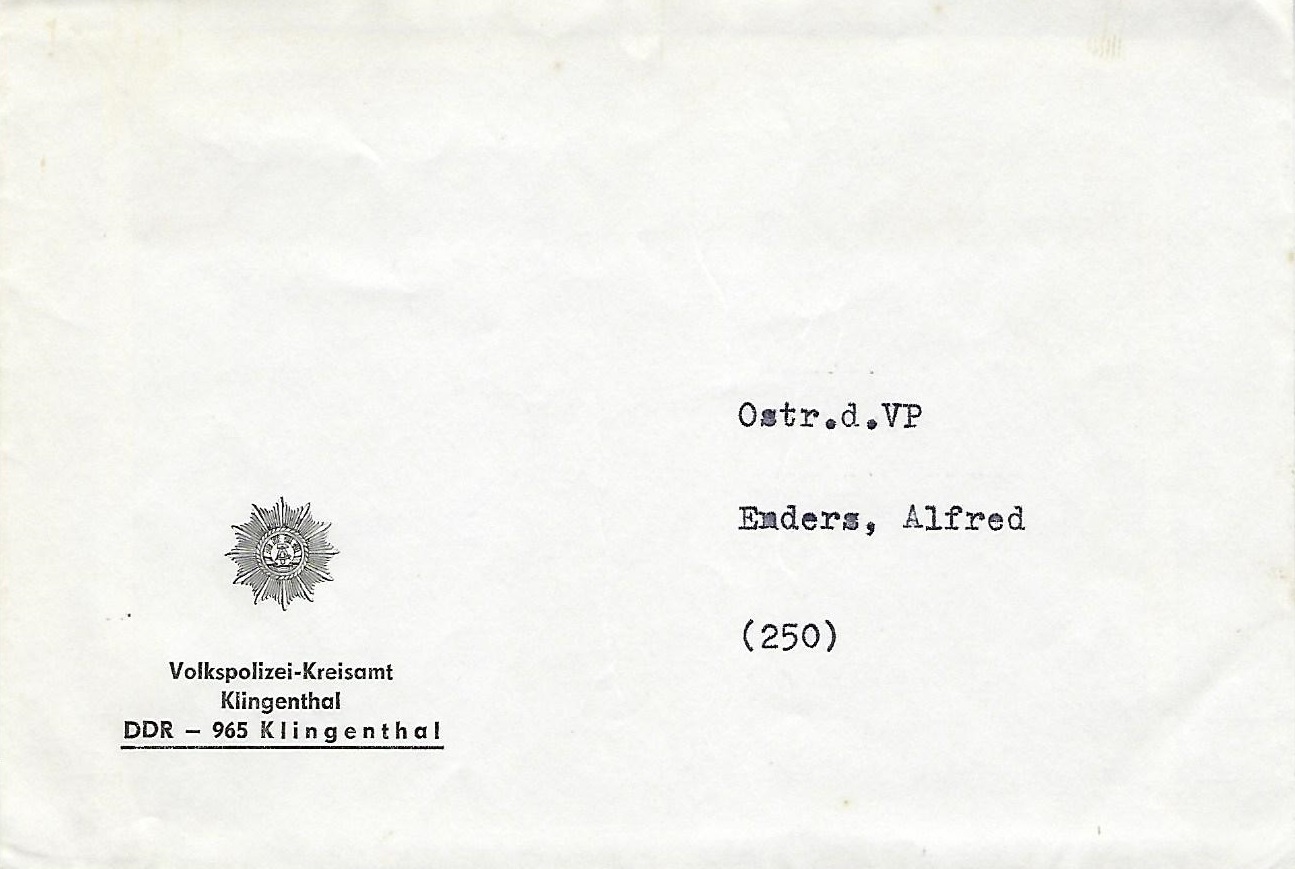 Ostr.d.VP
Enders, Alfred
(250)
Volkspolizei-Kreisamt
Klingenthal
DDR – 965 Klingenthal